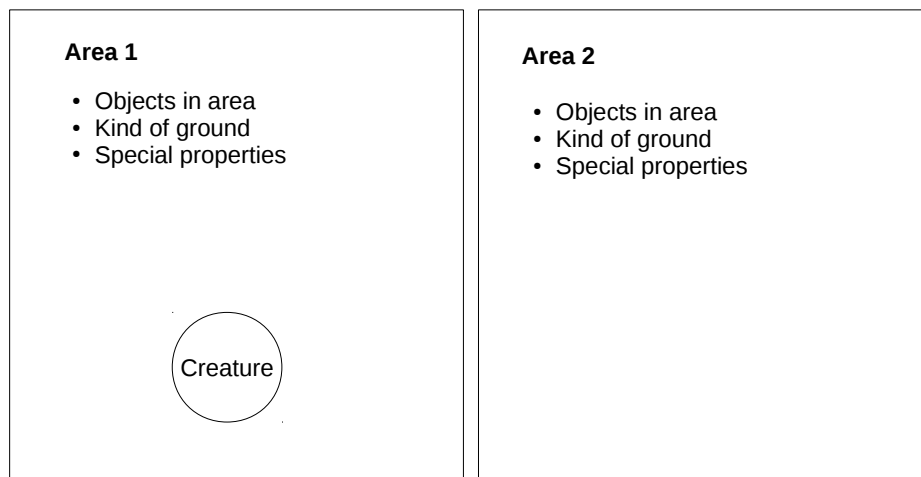 Area 1
• Objects in area
• Kind of ground
• Special properties
Creature
Area 2
• Objects in area
• Kind of ground
• Special properties